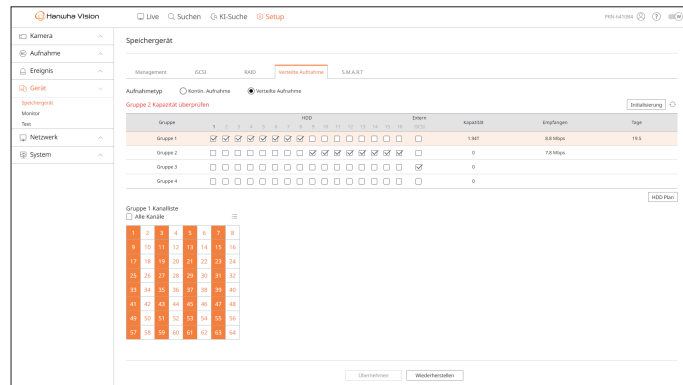 Hanwha Vision
Live Suchen KI-Suche Setup
PRN-6410B4
Kamera
Aufnahme
Ereignis
Gerät
Speichergerät
Monitor
Text
Netzwerk
System
Speichergerät
Management iSCSI RAID Verteilte Aufnahme S.M.A.R.T
Aufnahmetyp Kontin. Aufnahme Verteilte Aufnahme
Gruppe 2 Kapazität überprüfen Initialisierung
Gruppe HDD Extern Kapazität Empfangen Tage
1 2 3 4 5 6 7 8 9 10 11 12 13 14 15 16
Gruppe 1 1.94T 8.8 Mbps 19.5
Gruppe 2 0 7.8 Mbps
Gruppe 3 0
Gruppe 4 0
HDD Plan
Gruppe 1 Kanalliste
Alle Kanäle
1 2 3 4 5 6 7 8
9 10 11 12 13 14 15 16
17 18 19 20 21 22 23 24
25 26 27 28 29 30 31 32
33 34 35 36 37 38 39 40
41 42 43 44 45 46 47 48
49 50 51 52 53 54 55 56
57 58 59 60 61 62 63 64
Übernehmen Wiederherstellen